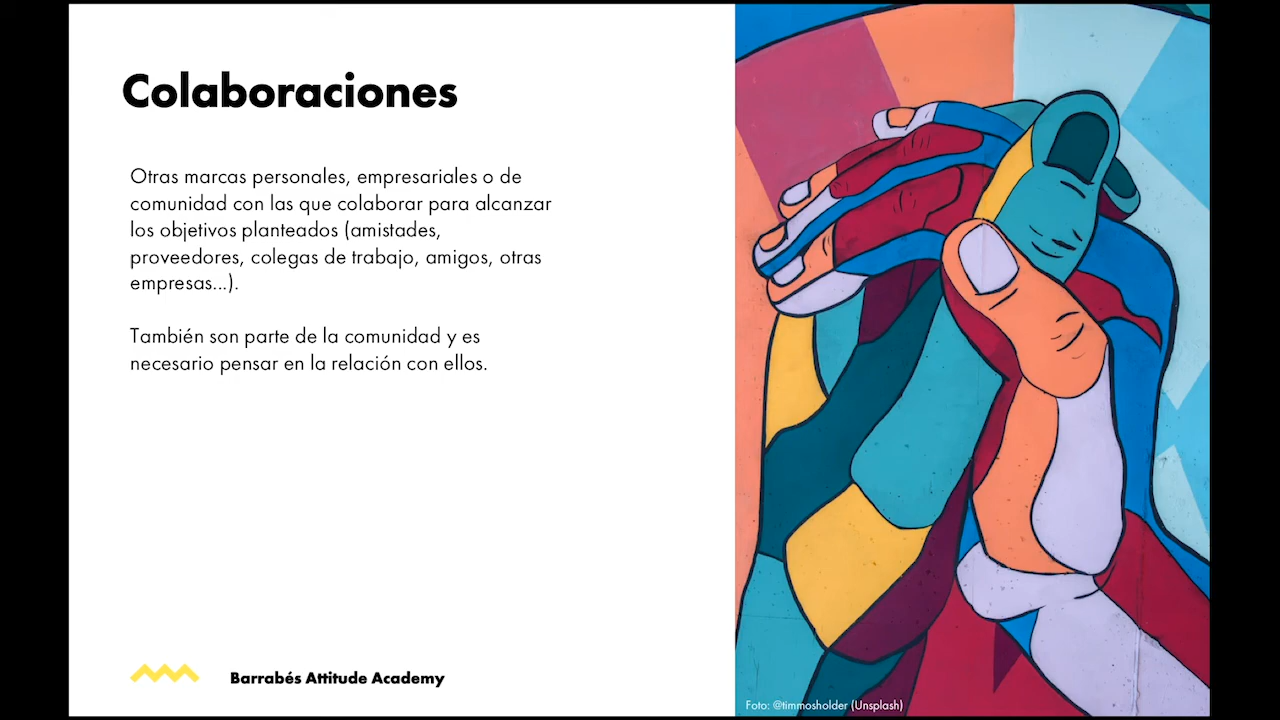 Colaboraciones
Otras marcas personales, empresariales o de
comunidad con las que colaborar para alcanzar
los objetivos planteados (amistades,
proveedores, colegas de trabajo, amigos, otras
empresas...).
También son parte de la comunidad y es
necesario pensar en la relación con ellos.
Barrabés Attitude Academy
Foto: @timmosholder (Unsplash)